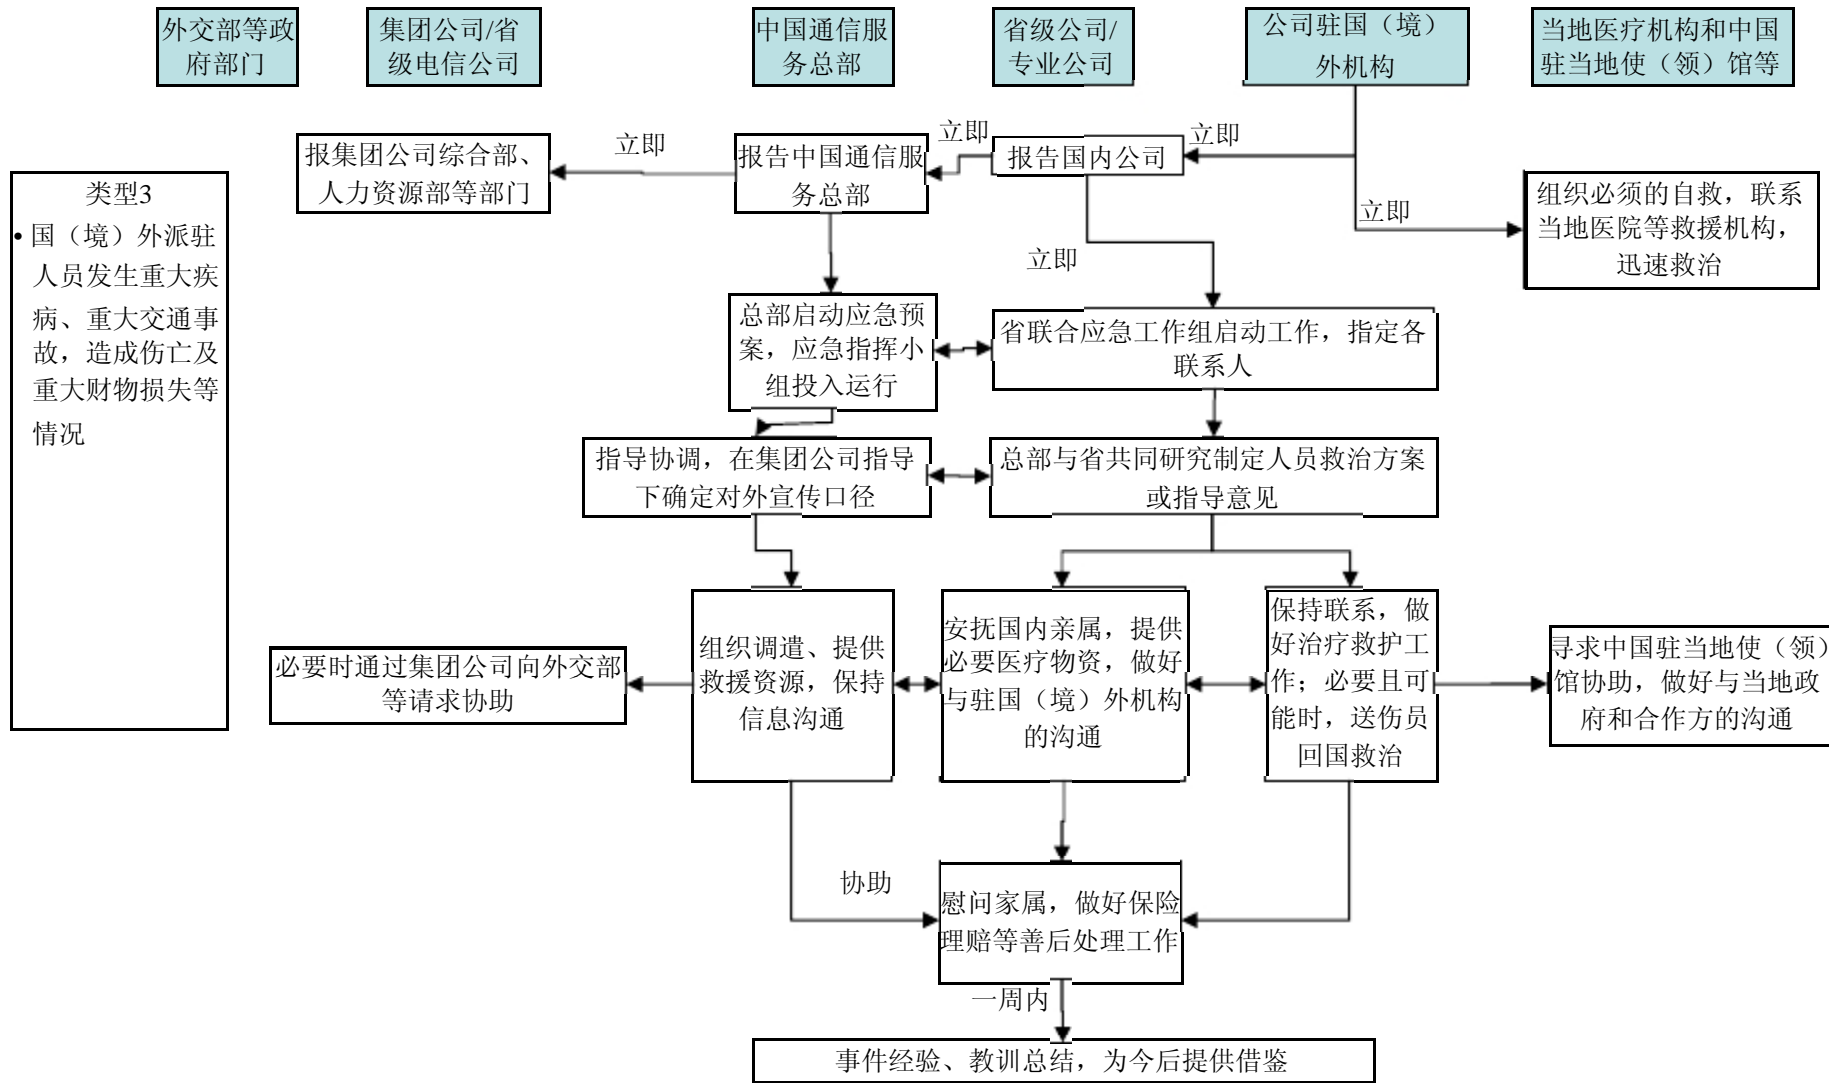 外交部等政
府部门
集团公司/省
级电信公司
中国通信服
务总部
省级公司/
专业公司
公司驻国（境）
外机构
当地医疗机构和中国
驻当地使（领）馆等
类型3
• 国（境）外派驻
人员发生重大疾
病、重大交通事
故，造成伤亡及
重大财物损失等
情况
报集团公司综合部、
人力资源部等部门
立即
报告中国通信服
务总部
立即
报告国内公司
立即
立即
组织必须的自救，联系
当地医院等救援机构，
迅速救治
立即
总部启动应急预
案，应急指挥小
组投入运行
省联合应急工作组启动工作，指定各
联系人
指导协调，在集团公司指导
下确定对外宣传口径
总部与省共同研究制定人员救治方案
或指导意见
必要时通过集团公司向外交部
等请求协助
组织调遣、提供
救援资源，保持
信息沟通
安抚国内亲属，提供
必要医疗物资，做好
与驻国（境）外机构
的沟通
保持联系，做
好治疗救护工
作；必要且可
能时，送伤员
回国救治
寻求中国驻当地使（领）
馆协助，做好与当地政
府和合作方的沟通
协助
慰问家属，做好保险
理赔等善后处理工作
一周内
事件经验、教训总结，为今后提供借鉴